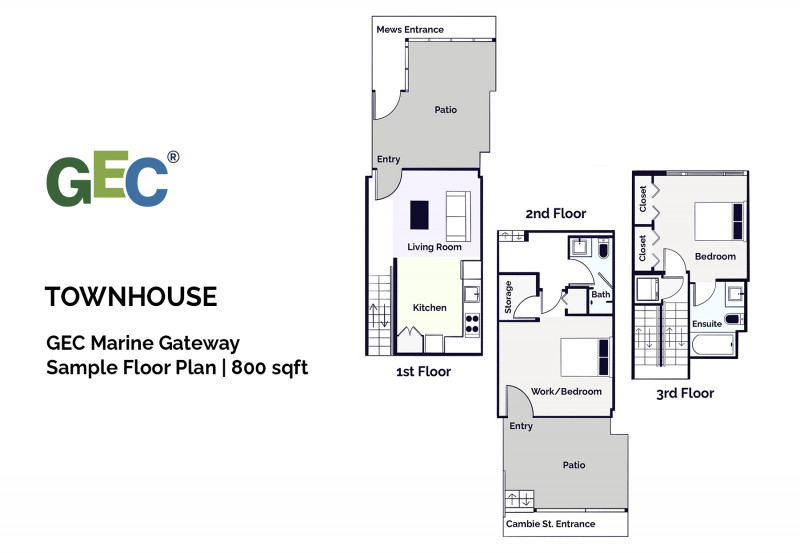 GEC®
TOWNHOUSE
GEC Marine Gateway
Sample Floor Plan | 800 sqft
Mews Entrance
Patio
Entry
Living Room
Kitchen
1st Floor
2nd Floor
Storage
Bath
Work/Bedroom
Entry
Patio
Cambie St. Entrance
Closet
Closet
Bedroom
Ensuite
3rd Floor